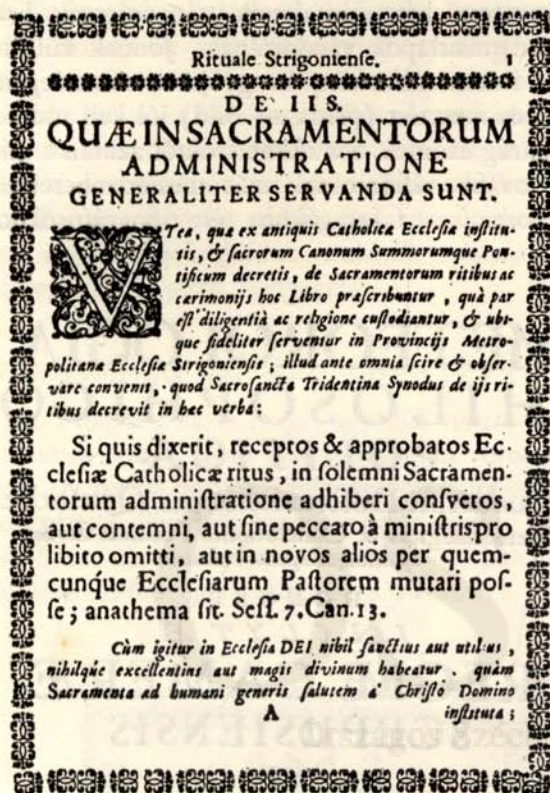 Rituale Strigoniense. 1
DE IIS.
QUÆ IN SACRAMENTORUM
ADMINISTRATIONE
GENERALITER SERVANDA SUNT.
VTea, quæ ex antiquis Catholicæ Ecclesiæ institu-
tis, & sacrorum Canonum Summorumque Pon-
tificum decretis, de Sacramentorum ritibus ac
cærimonijs hoc Libro præscribuntur, quà par
est diligentià ac religione custodiantur, & ubi-
que fideliter serventur in Provincijs Metro-
politanæ Ecclesiæ Strigoniensis; illud ante omnia scire & obser-
vare convenit, quod Sacrosancta Tridentina Synodus de ijs ri-
tibus decrevit in hæc verba:
Si quis dixerit, receptos & approbatos Ec-
clesiæ Catholicæ ritus, in solemni Sacramen-
torum administratione adhiberi consvetos,
aut contemni, aut sine peccato à ministris pro
libito omitti, aut in novos alios per quem-
cunque Ecclesiarum Pastorem mutari pos-
se; anathema sit. Sess. 7. Can. 13.
Cùm igitur in Ecclesia DEI nihil sanctius aut utilius,
nihilque excellentius aut magis divinum habeatur, quàm
Sacramenta ad humani generis salutem a' Christo Domino
A instituta;